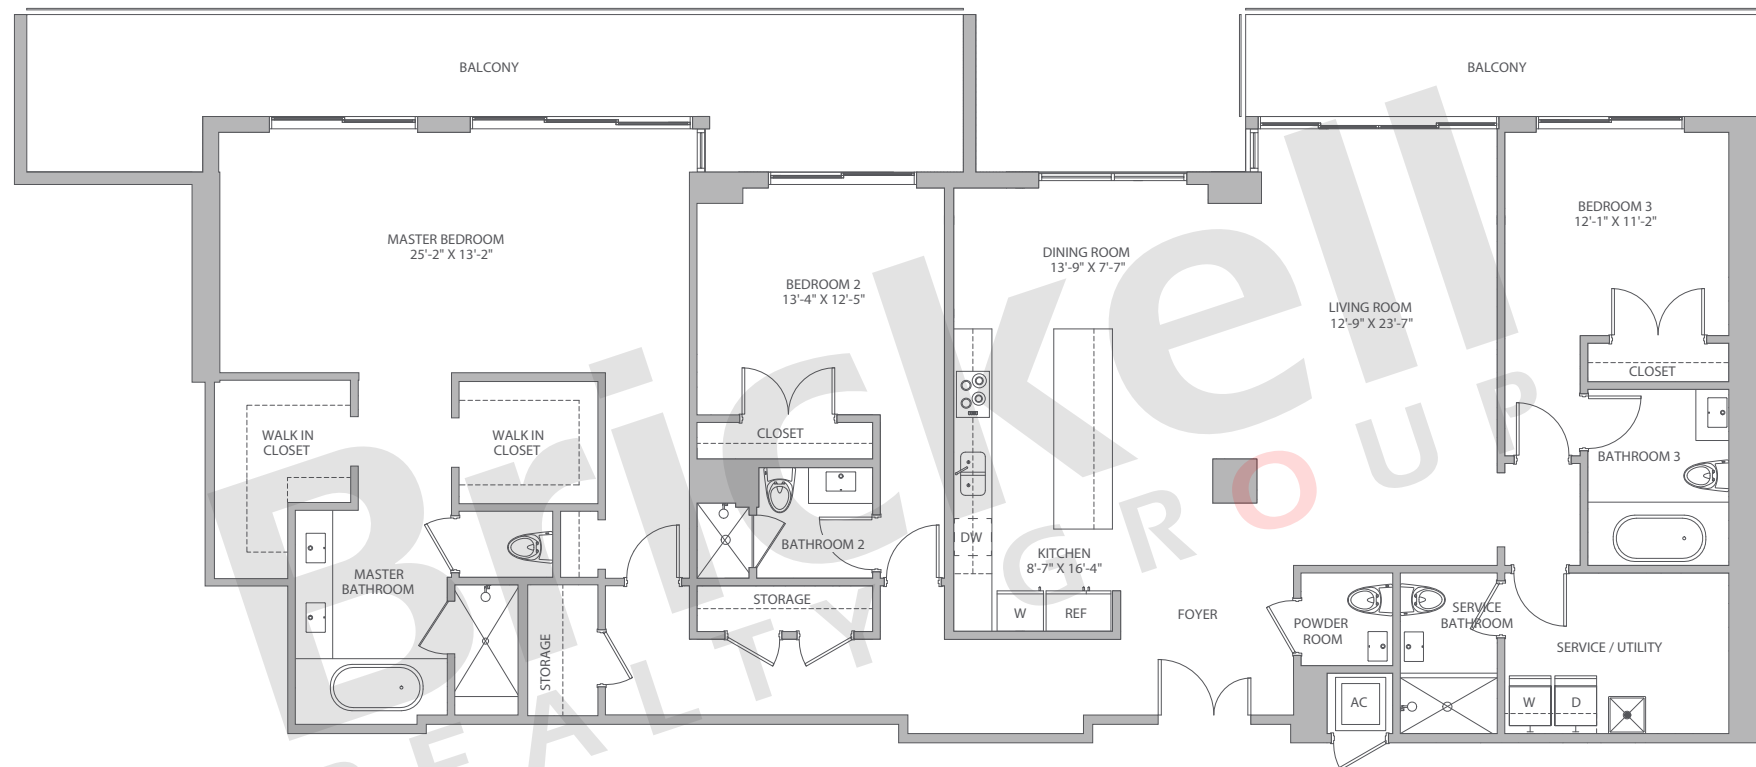 BALCONY
BALCONY
MASTER BEDROOM
25'-2" X 13'-2"
BEDROOM 2
13'-4" X 12'-5"
DINING ROOM
13'-9" X 7'-7"
LIVING ROOM
12'-9" X 23'-7"
BEDROOM 3
12'-1" X 11'-2"
CLOSET
WALK IN
CLOSET
WALK IN
CLOSET
CLOSET
BATHROOM 3
BATHROOM 2
DW
KITCHEN
8'-7" X 16'-4"
MASTER
BATHROOM
STORAGE
STORAGE
W
REF
FOYER
POWDER
ROOM
SERVICE
BATHROOM
SERVICE / UTILITY
AC
W
D
Brickell
REALTY GROUP